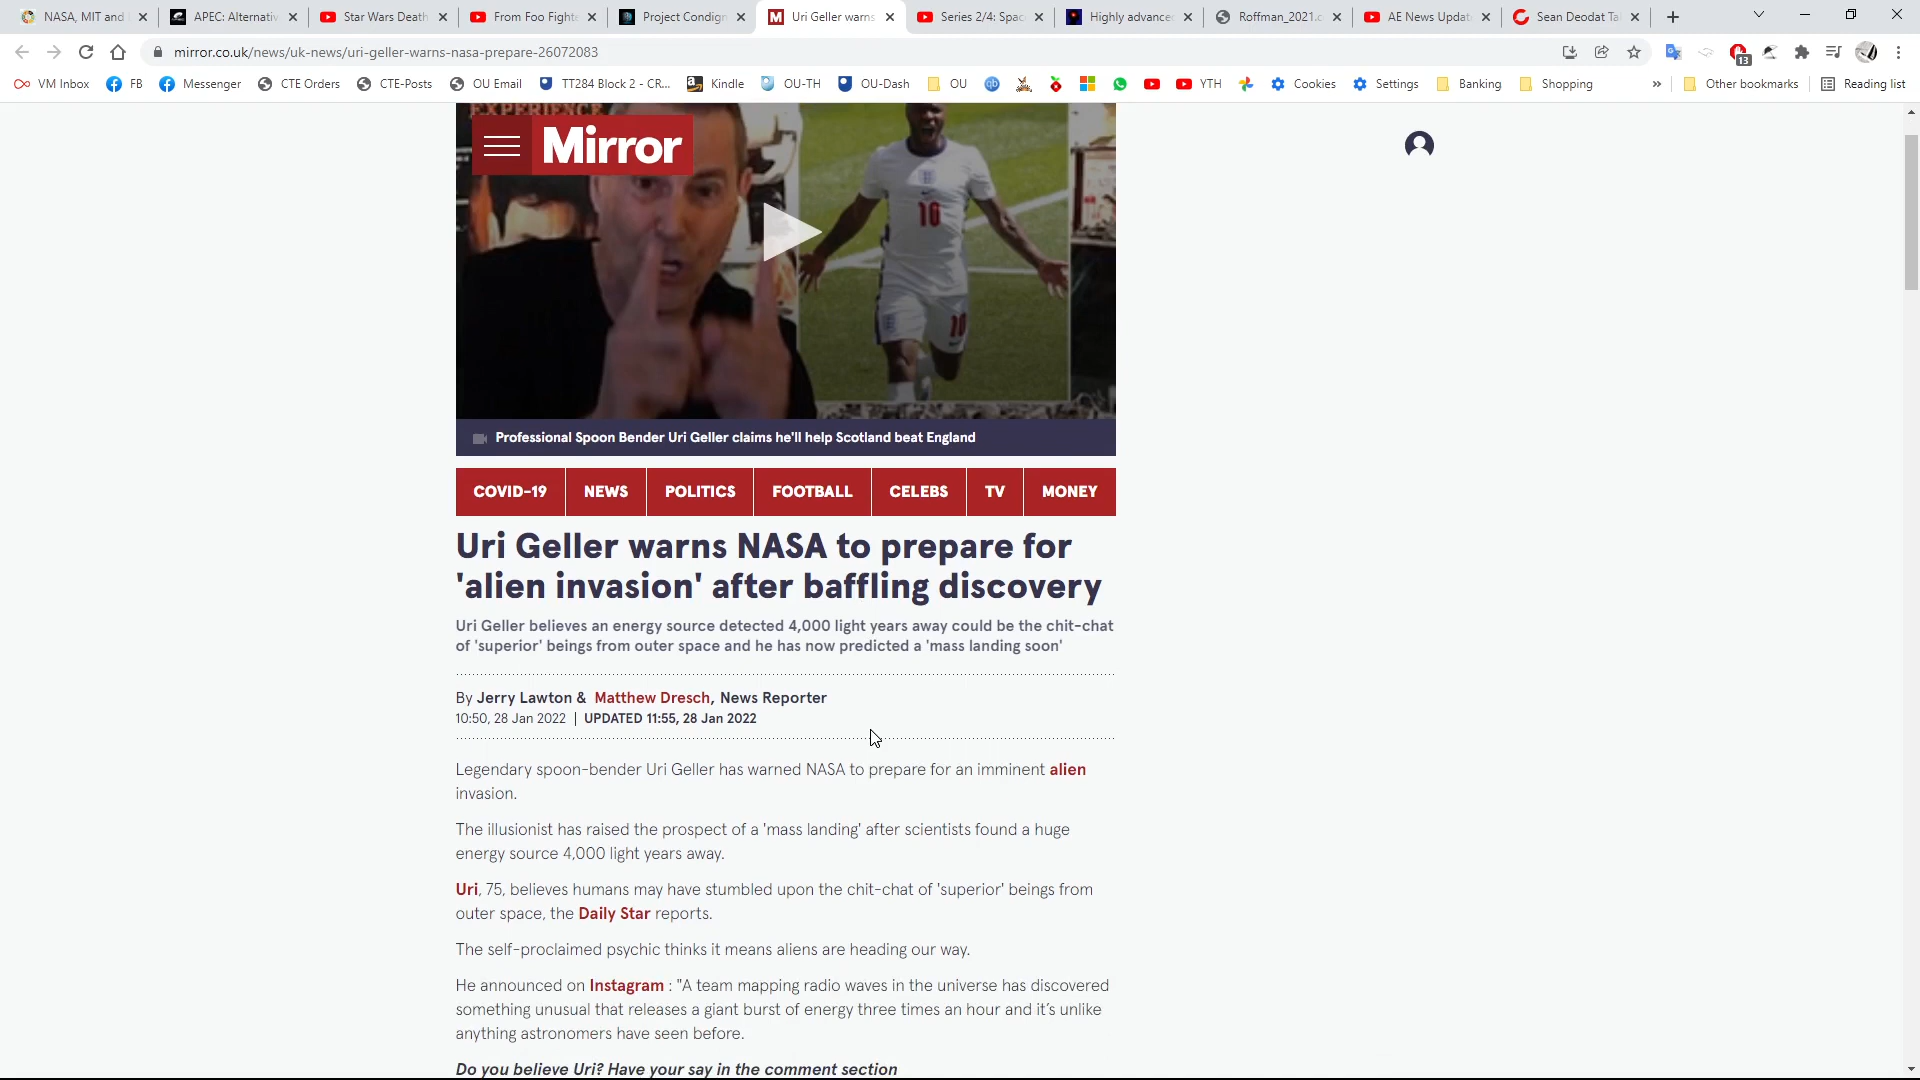 NASA, MIT and
APEC: Alternativ
Star Wars Death
From Foo Fighte
Project Condign
Uri Geller warns
Series 2/4: Spac
Highly advance
Roffman_2021.c
AE News Updat
Sean Deodat Ta
mirror.co.uk/news/uk-news/uri-geller-warns-nasa-prepare-26072083
13
VM Inbox
FB
Messenger
CTE Orders
CTE-Posts
OU Email
TT284 Block 2 - CR...
Kindle
OU-TH
OU-Dash
OU
YTH
Cookies
Settings
Banking
Shopping
»
Other bookmarks
Reading list
EXPERIENCE
Mirror
10
10
Professional Spoon Bender Uri Geller claims he'll help Scotland beat England
COVID-19 NEWS POLITICS FOOTBALL CELEBS TV MONEY
Uri Geller warns NASA to prepare for
'alien invasion' after baffling discovery
Uri Geller believes an energy source detected 4,000 light years away could be the chit-chat
of 'superior' beings from outer space and he has now predicted a 'mass landing soon'
By Jerry Lawton & Matthew Dresch, News Reporter
10:50, 28 Jan 2022 | UPDATED 11:55, 28 Jan 2022
Legendary spoon-bender Uri Geller has warned NASA to prepare for an imminent alien
invasion.
The illusionist has raised the prospect of a 'mass landing' after scientists found a huge
energy source 4,000 light years away.
Uri, 75, believes humans may have stumbled upon the chit-chat of 'superior' beings from
outer space, the Daily Star reports.
The self-proclaimed psychic thinks it means aliens are heading our way.
He announced on Instagram : "A team mapping radio waves in the universe has discovered
something unusual that releases a giant burst of energy three times an hour and it’s unlike
anything astronomers have seen before.
Do you believe Uri? Have your say in the comment section